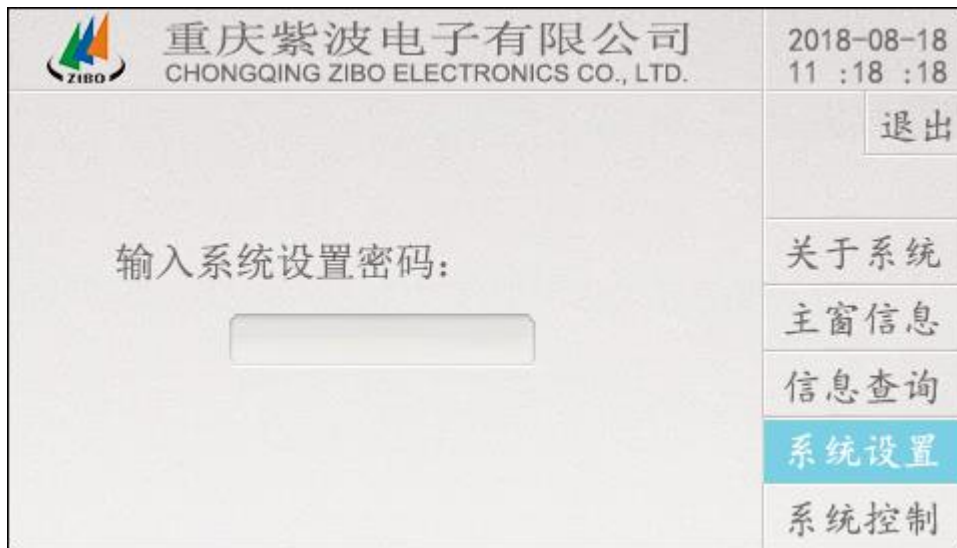 ZIBO
重庆紫波电子有限公司
CHONGQING ZIBO ELECTRONICS CO., LTD.
2018-08-18
11 :18 :18
退出
输入系统设置密码：
关于系统
主窗信息
信息查询
系统设置
系统控制